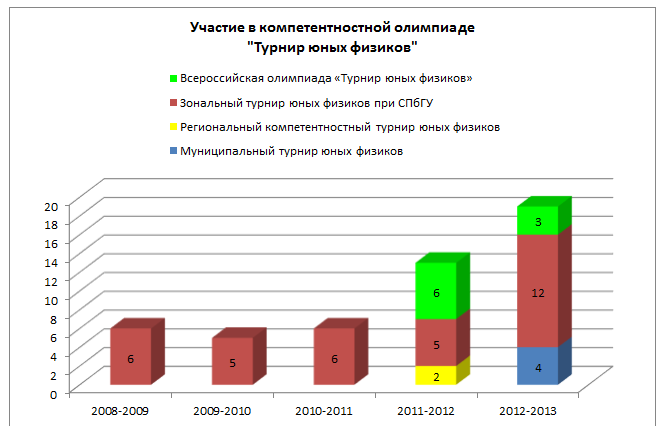 Участие в компетентностной олимпиаде
"Турнир юных физиков"
Всероссийская олимпиада «Турнир юных физиков»
Зональный турнир юных физиков при СПбГУ
Региональный компетентностный турнир юных физиков
Муниципальный турнир юных физиков
20
18
16
14
12
10
8
6
4
2
0
6
5
6
6
5
2
3
12
4
2008-2009 2009-2010 2010-2011 2011-2012 2012-2013